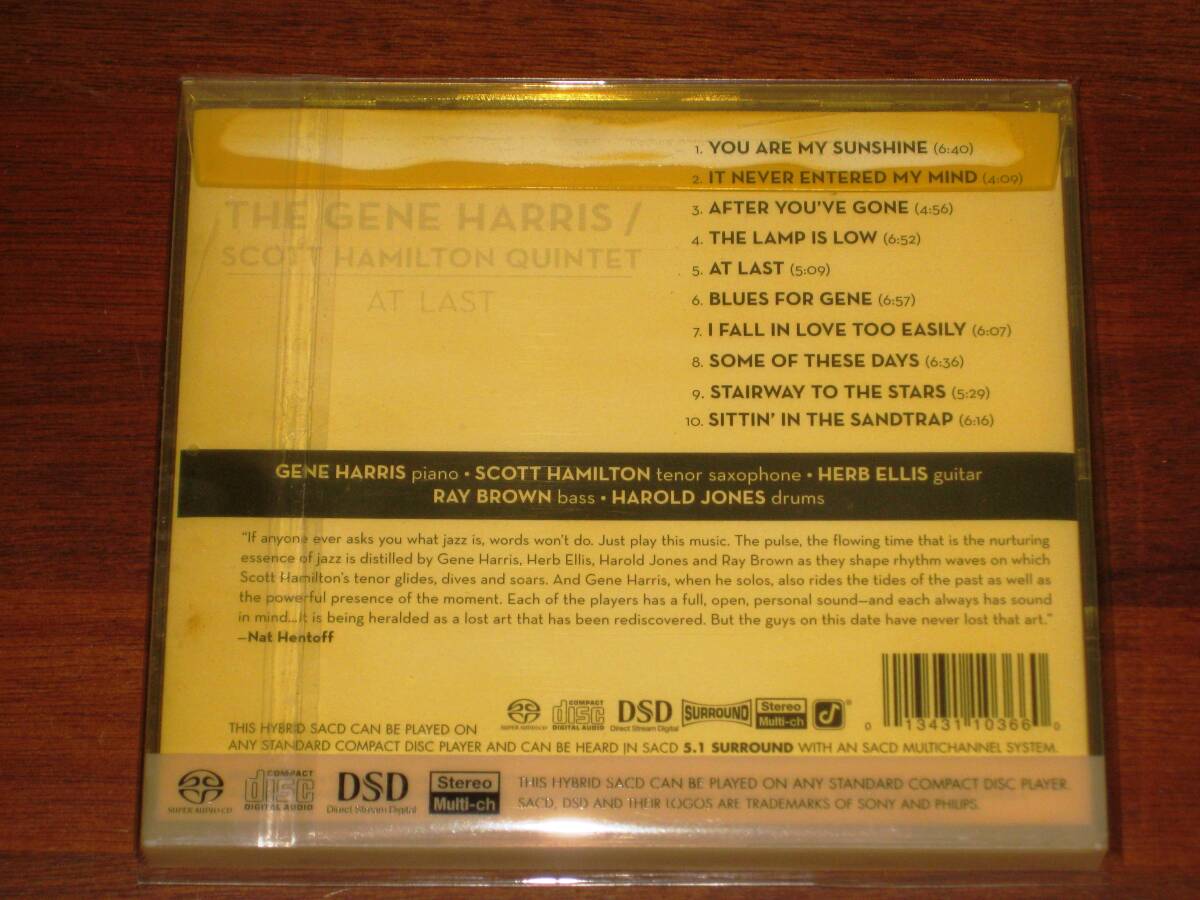 1. YOU ARE MY SUNSHINE (6:40)
2. IT NEVER ENTERED MY MIND (4:09)
3. AFTER YOU'VE GONE (4:56)
4. THE LAMP IS LOW (6:52)
5. AT LAST (5:09)
6. BLUES FOR GENE (6:57)
7. I FALL IN LOVE TOO EASILY (6:07)
8. SOME OF THESE DAYS (6:36)
9. STAIRWAY TO THE STARS (5:29)
10. SITTIN' IN THE SANDTRAP (6:16)
THE GENE HARRIS /
SCOTT HAMILTON QUINTET
AT LAST
GENE HARRIS piano • SCOTT HAMILTON tenor saxophone • HERB ELLIS guitar
RAY BROWN bass • HAROLD JONES drums
"If anyone ever asks you what jazz is, words won't do. Just play this music. The pulse, the flowing time that is the nurturing
essence of jazz is distilled by Gene Harris, Herb Ellis, Harold Jones and Ray Brown as they shape rhythm waves on which
Scott Hamilton's tenor glides, dives and soars. And Gene Harris, when he solos, also rides the tides of the past as well as
the powerful presence of the moment. Each of the players has a full, open, personal sound—and each always has sound
in mind...It is being heralded as a lost art that has been rediscovered. But the guys on this date have never lost that art."
—Nat Hentoff
SUPER AUDIO CD
COMPACT
disc
DIGITAL AUDIO
DSD
Direct Stream Digital
SURROUND
Stereo
Multi-ch
0 13431 10366 0
THIS HYBRID SACD CAN BE PLAYED ON
ANY STANDARD COMPACT DISC PLAYER AND CAN BE HEARD IN SACD 5.1 SURROUND WITH AN SACD MULTICHANNEL SYSTEM.
SUPER AUDIO CD
COMPACT
disc
DIGITAL AUDIO
DSD
Direct Stream Digital
Stereo
Multi-ch
THIS HYBRID SACD CAN BE PLAYED ON ANY STANDARD COMPACT DISC PLAYER.
SACD, DSD AND THEIR LOGOS ARE TRADEMARKS OF SONY AND PHILIPS.